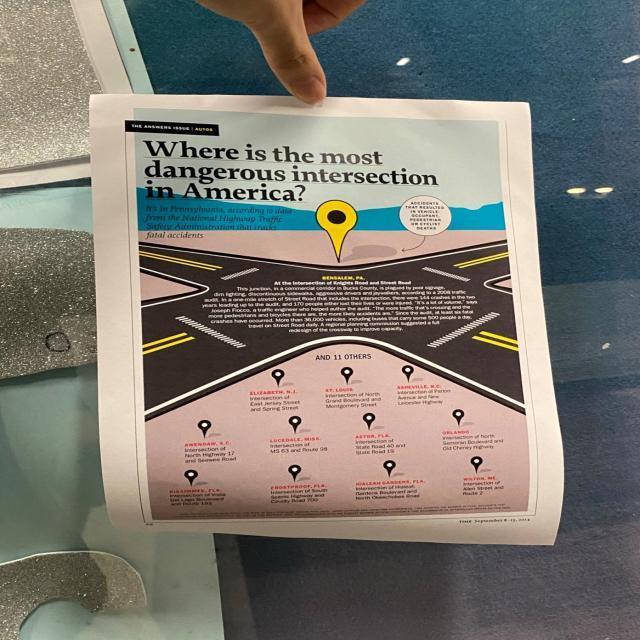 THE ANSWERS ISSUE | AUTOS
Where is the most
dangerous intersection
in America?
It's in Pennsylvania, according to data
from the National Highway Traffic
Safety Administration that tracks
fatal accidents
ACCIDENTS
THAT RESULTED
IN VEHICLE
OCCUPANT,
PEDESTRIAN
OR CYCLIST
DEATHS
BENSALEM, PA.
At the intersection of Knights Road and Street Road
This junction, in a commercial corridor in Bucks County, is plagued by poor signage,
dim lighting, discontinuous sidewalks, aggressive drivers and jaywalkers, according to a 2008 traffic
audit. In a one-mile stretch of Street Road that includes the intersection, there were 144 crashes in the two
years leading up to the audit, and 170 people either lost their lives or were injured. "It's a lot of volume," says
Joseph Fiocco, a traffic engineer who helped author the audit. "The more traffic that's crossing and the
more pedestrians and bicycles there are, the more likely accidents are." Since the audit, at least six fatal
crashes have occurred. More than 36,000 vehicles, including buses that carry some 500 people a day,
travel on Street Road daily. A regional planning commission suggested a full
redesign of the crossway to improve capacity.
AND 11 OTHERS
ELIZABETH, N.J.
Intersection of
East Jersey Street
and Spring Street
ST. LOUIS
Intersection of North
Grand Boulevard and
Montgomery Street
ASHEVILLE, N.C.
Intersection of Patton
Avenue and New
Leicester Highway
AWENDAW, S.C.
Intersection of
North Highway 17
and Seewee Road
LUCEDALE, MISS.
Intersection of
MS 63 and Route 98
ASTOR, FLA.
Intersection of
State Road 40 and
State Road 19
ORLANDO
Intersection of North
Semoran Boulevard and
Old Cheney Highway
KISSIMMEE, FLA.
Intersection of Vista
Del Lago Boulevard
and Route 192
FROSTPROOF, FLA.
Intersection of South
Scenic Highway and
County Road 700
HIALEAH GARDENS, FLA.
Intersection of Hialeah
Gardens Boulevard and
North Okeechobee Road
WILTON, ME.
Intersection of
Allen Street and
Route 2
TIME September 8–15, 2014